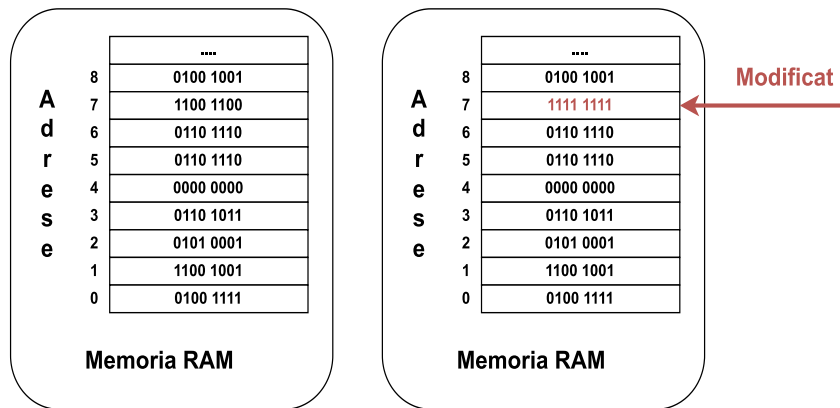 ....
8 0100 1001
7 1100 1100
6 0110 1110
5 0110 1110
4 0000 0000
3 0110 1011
2 0101 0001
1 1100 1001
0 0100 1111
Adrese
Memoria RAM
....
8 0100 1001
7 1111 1111
6 0110 1110
5 0110 1110
4 0000 0000
3 0110 1011
2 0101 0001
1 1100 1001
0 0100 1111
Adrese
Memoria RAM
Modificat